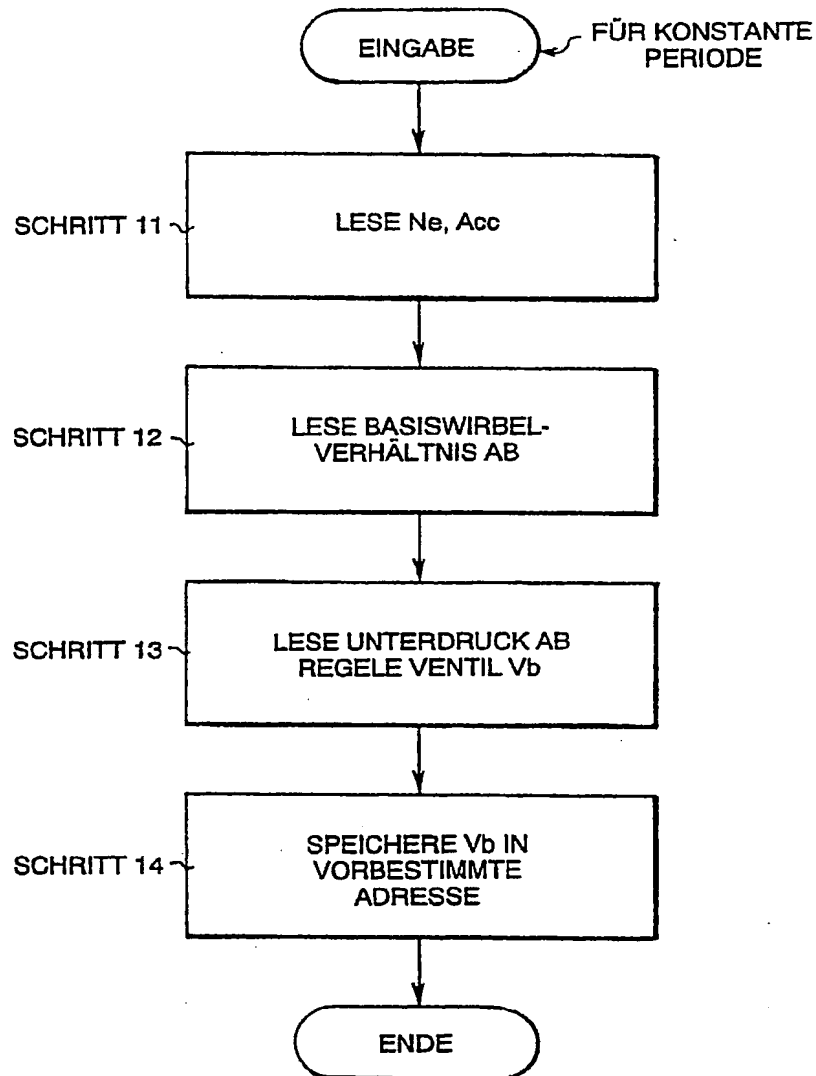 EINGABE
FÜR KONSTANTE
PERIODE
SCHRITT 11
LESE Ne, Acc
SCHRITT 12
LESE BASISWIRBEL-
VERHÄLTNIS AB
SCHRITT 13
LESE UNTERDRUCK AB
REGELE VENTIL Vb
SCHRITT 14
SPEICHERE Vb IN
VORBESTIMMTE
ADRESSE
ENDE